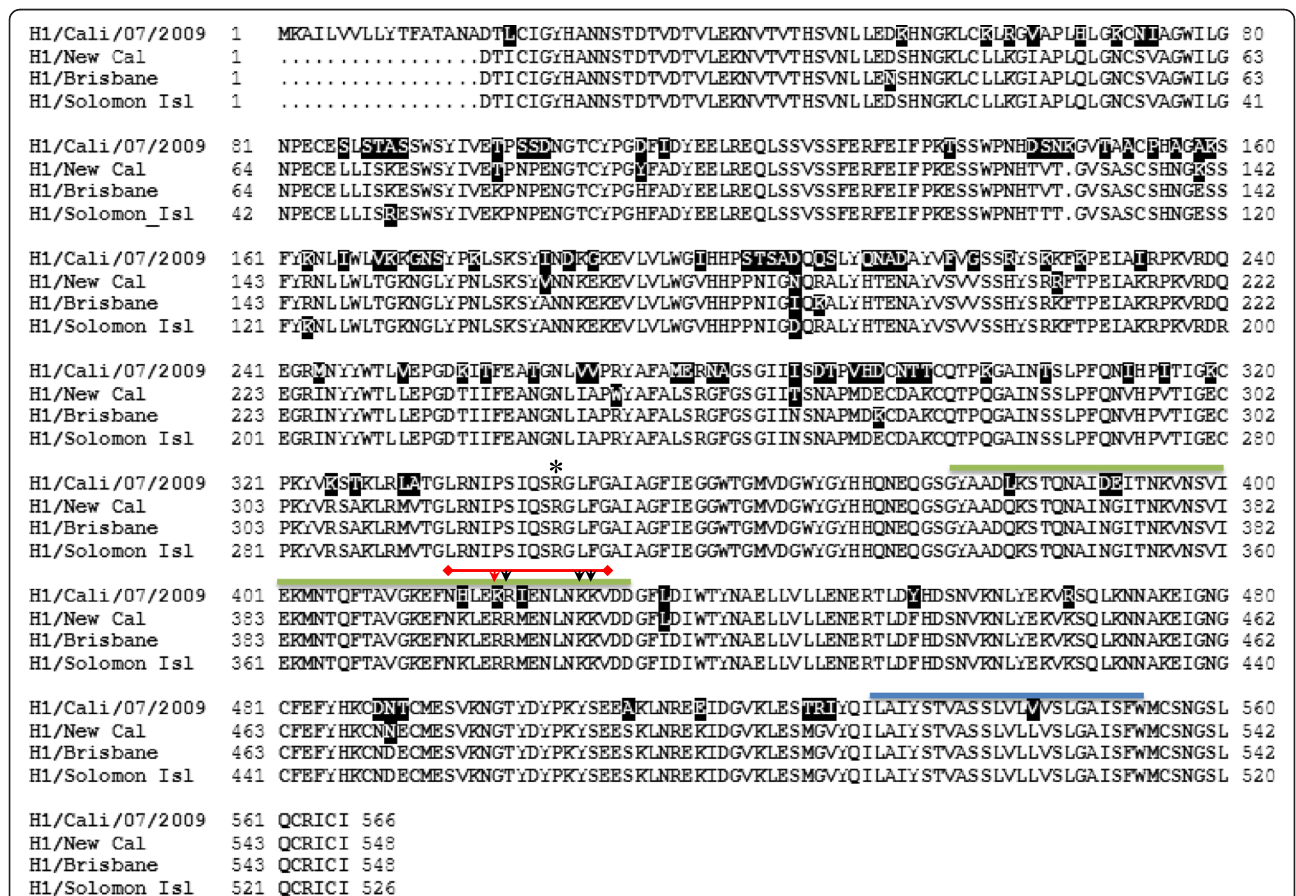 H1/Cali/07/2009 1 MKAILVVLLYTFATANADTLCIGYHANNSTDTVDTVLEKNVTVTHSVNLLEDKHNGKLCKLRGVAPLHLGKCNIAGWILG 80
H1/New Cal 1 .................DTICIGYHANNSTDTVDTVLEKNVTVTHSVNLLEDSHNGKLCLLKGIAPLQLGNCSVAGWILG 63
H1/Brisbane 1 .................DTICIGYHANNSTDTVDTVLEKNVTVTHSVNLLENSHNGKLCLLKGIAPLQLGNCSVAGWILG 63
H1/Solomon Isl 1 .................DTICIGYHANNSTDTVDTVLEKNVTVTHSVNLLEDSHNGKLCLLKGIAPLQLGNCSVAGWILG 41
H1/Cali/07/2009 81 NPECESLSTASSWSYIVETPSSDNGTCYPGDFIDYEELREQLSSVSSFERFEIFPKTSSWPNHDSNKGVTAACPHAGAKS 160
H1/New Cal 64 NPECELLISKESWSYIVETPNPENGTCYPGYFADYEELREQLSSVSSFERFEIFPKESSWPNHTVT.GVSASCSHNGKSS 142
H1/Brisbane 64 NPECELLISKESWSYIVEKPNPENGTCYPGHFADYEELREQLSSVSSFERFEIFPKESSWPNHTVT.GVSASCSHNGESS 142
H1/Solomon_Isl 42 NPECELLISRESWSYIVEKPNPENGTCYPGHFADYEELREQLSSVSSFERFEIFPKESSWPNHTTT.GVSASCSHNGESS 120
H1/Cali/07/2009 161 FYKNLIWLVKKGNSYPKLSKSYINDKGKEVLVLWGIHHPSTSADQQSLYQNADAYVFVGSSRYSKKFKPEIAIRPKVRDQ 240
H1/New Cal 143 FYRNLLWLTGKNGLYPNLSKSYVNNKEKEVLVLWGVHHPPNIGNQRALYHTENAYVSVVSSHYSRRFTPEIAKRPKVRDQ 222
H1/Brisbane 143 FYRNLLWLTGKNGLYPNLSKSYANNKEKEVLVLWGVHHPPNIGIQKALYHTENAYVSVVSSHYSRKFTPEIAKRPKVRDQ 222
H1/Solomon Isl 121 FYKNLLWLTGKNGLYPNLSKSYANNKEKEVLVLWGVHHPPNIGDQRALYHTENAYVSVVSSHYSRKFTPEIAKRPKVRDR 200
H1/Cali/07/2009 241 EGRMNYYWTLVEPGDKITFEATGNLVVPRYAFAMERNAGSGIIISDTPVHDCNTTCQTPKGAINTSLPFQNIHPITIGKC 320
H1/New Cal 223 EGRINYYWTLLEPGDTIIFEANGNLIAPWYAFALSRGFGSGIITSNAPMDECDAKCQTPQGAINSSLPFQNVHPVTIGEC 302
H1/Brisbane 223 EGRINYYWTLLEPGDTIIFEANGNLIAPRYAFALSRGFGSGIINSNAPMDKCDAKCQTPQGAINSSLPFQNVHPVTIGEC 302
H1/Solomon Isl 201 EGRINYYWTLLEPGDTIIFEANGNLIAPRYAFALSRGFGSGIINSNAPMDECDAKCQTPQGAINSSLPFQNVHPVTIGEC 280
*
H1/Cali/07/2009 321 PKYVKSTKLRLATGLRNIPSIQSRGLFGAIAGFIEGGWTGMVDGWYGYHHQNEQGSGYAADLKSTQNAIDEITNKVNSVI 400
H1/New Cal 303 PKYVRSAKLRMVTGLRNIPSIQSRGLFGAIAGFIEGGWTGMVDGWYGYHHQNEQGSGYAADQKSTQNAINGITNKVNSVI 382
H1/Brisbane 303 PKYVRSAKLRMVTGLRNIPSIQSRGLFGAIAGFIEGGWTGMVDGWYGYHHQNEQGSGYAADQKSTQNAINGITNKVNSVI 382
H1/Solomon Isl 281 PKYVRSAKLRMVTGLRNIPSIQSRGLFGAIAGFIEGGWTGMVDGWYGYHHQNEQGSGYAADQKSTQNAINGITNKVNSVI 360
H1/Cali/07/2009 401 EKMNTQFTAVGKEFNHLEKRIENLNKKVDDGFLDIWTYNAELLVLLENERTLDYHDSNVKNLYEKVRSQLKNNAKEIGNG 480
H1/New Cal 383 EKMNTQFTAVGKEFNKLERRMENLNKKVDDGFLDIWTYNAELLVLLENERTLDFHDSNVKNLYEKVKSQLKNNAKEIGNG 462
H1/Brisbane 383 EKMNTQFTAVGKEFNKLERRMENLNKKVDDGFIDIWTYNAELLVLLENERTLDFHDSNVKNLYEKVKSQLKNNAKEIGNG 462
H1/Solomon Isl 361 EKMNTQFTAVGKEFNKLERRMENLNKKVDDGFIDIWTYNAELLVLLENERTLDFHDSNVKNLYEKVKSQLKNNAKEIGNG 440
H1/Cali/07/2009 481 CFEFYHKCDNTCMESVKNGTYDYPKYSEEAKLNREEIDGVKLESTRIYQILAIYSTVASSLVLVVSLGAISFWMCSNGSL 560
H1/New Cal 463 CFEFYHKCNNECMESVKNGTYDYPKYSEESKLNREKIDGVKLESMGVYQILAIYSTVASSLVLLVSLGAISFWMCSNGSL 542
H1/Brisbane 463 CFEFYHKCNDECMESVKNGTYDYPKYSEESKLNREKIDGVKLESMGVYQILAIYSTVASSLVLLVSLGAISFWMCSNGSL 542
H1/Solomon Isl 441 CFEFYHKCNDECMESVKNGTYDYPKYSEESKLNREKIDGVKLESMGVYQILAIYSTVASSLVLLVSLGAISFWMCSNGSL 520
H1/Cali/07/2009 561 QCRICI 566
H1/New Cal 543 QCRICI 548
H1/Brisbane 543 QCRICI 548
H1/Solomon Isl 521 QCRICI 526